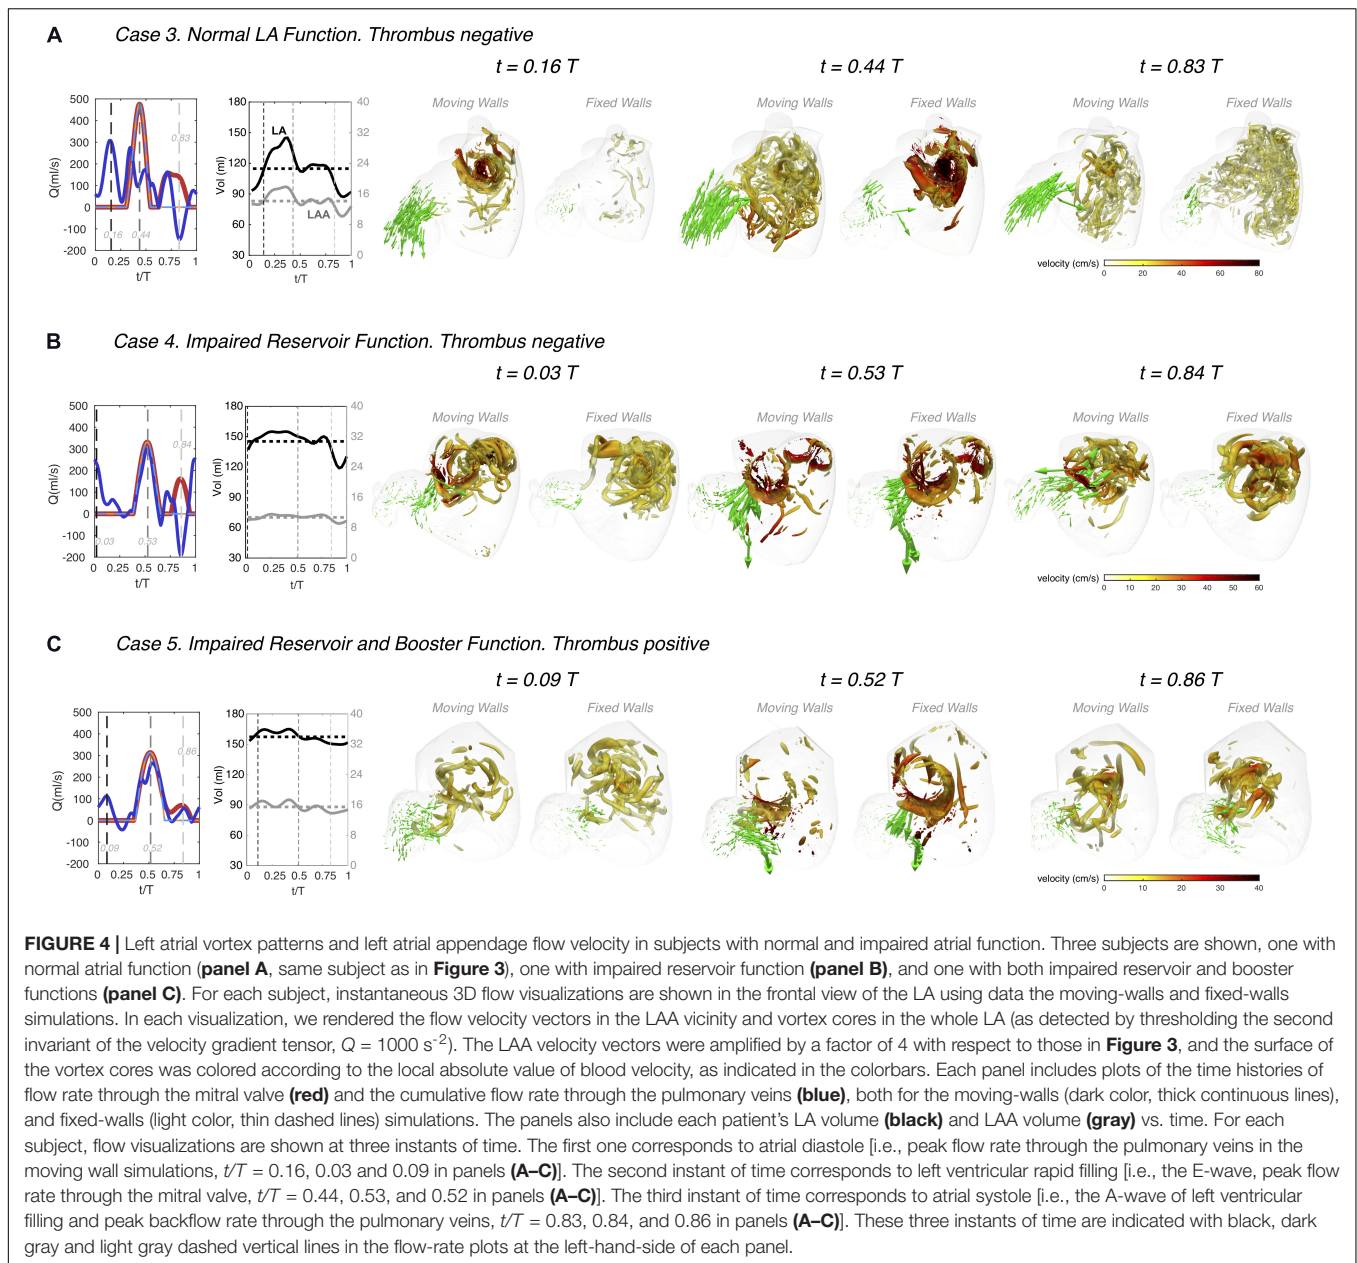 A Case 3. Normal LA Function. Thrombus negative
t = 0.16 T t = 0.44 T t = 0.83 T
Moving Walls Fixed Walls Moving Walls Fixed Walls Moving Walls Fixed Walls
500
400
300
200
100
0
-100
-200
Q(ml/s)
0.83
0.16 0.44
0 0.25 0.5 0.75 1
t/T
180
150
120
90
60
30
Vol (ml)
LA
LAA
40
32
24
16
8
0
0 0.25 0.5 0.75 1
t/T
velocity (cm/s)
0 20 40 60 80
B Case 4. Impaired Reservoir Function. Thrombus negative
t = 0.03 T t = 0.53 T t = 0.84 T
Moving Walls Fixed Walls Moving Walls Fixed Walls Moving Walls Fixed Walls
500
400
300
200
100
0
-100
-200
Q(ml/s)
0.84
0.03 0.53
0 0.25 0.5 0.75 1
t/T
180
150
120
90
60
30
Vol (ml)
40
32
24
16
8
0
0 0.25 0.5 0.75 1
t/T
velocity (cm/s)
0 10 20 30 40 50 60
C Case 5. Impaired Reservoir and Booster Function. Thrombus positive
t = 0.09 T t = 0.52 T t = 0.86 T
Moving Walls Fixed Walls Moving Walls Fixed Walls Moving Walls Fixed Walls
500
400
300
200
100
0
-100
-200
Q(ml/s)
0.86
0.09 0.52
0 0.25 0.5 0.75 1
t/T
180
150
120
90
60
30
Vol (ml)
40
32
24
16
8
0
0 0.25 0.5 0.75 1
t/T
velocity (cm/s)
0 10 20 30 40
FIGURE 4 | Left atrial vortex patterns and left atrial appendage flow velocity in subjects with normal and impaired atrial function. Three subjects are shown, one with
normal atrial function (panel A, same subject as in Figure 3), one with impaired reservoir function (panel B), and one with both impaired reservoir and booster
functions (panel C). For each subject, instantaneous 3D flow visualizations are shown in the frontal view of the LA using data the moving-walls and fixed-walls
simulations. In each visualization, we rendered the flow velocity vectors in the LAA vicinity and vortex cores in the whole LA (as detected by thresholding the second
invariant of the velocity gradient tensor, Q = 1000 s-2). The LAA velocity vectors were amplified by a factor of 4 with respect to those in Figure 3, and the surface of
the vortex cores was colored according to the local absolute value of blood velocity, as indicated in the colorbars. Each panel includes plots of the time histories of
flow rate through the mitral valve (red) and the cumulative flow rate through the pulmonary veins (blue), both for the moving-walls (dark color, thick continuous lines),
and fixed-walls (light color, thin dashed lines) simulations. The panels also include each patient's LA volume (black) and LAA volume (gray) vs. time. For each
subject, flow visualizations are shown at three instants of time. The first one corresponds to atrial diastole [i.e., peak flow rate through the pulmonary veins in the
moving wall simulations, t/T = 0.16, 0.03 and 0.09 in panels (A–C)]. The second instant of time corresponds to left ventricular rapid filling [i.e., the E-wave, peak flow
rate through the mitral valve, t/T = 0.44, 0.53, and 0.52 in panels (A–C)]. The third instant of time corresponds to atrial systole [i.e., the A-wave of left ventricular
filling and peak backflow rate through the pulmonary veins, t/T = 0.83, 0.84, and 0.86 in panels (A–C)]. These three instants of time are indicated with black, dark
gray and light gray dashed vertical lines in the flow-rate plots at the left-hand-side of each panel.